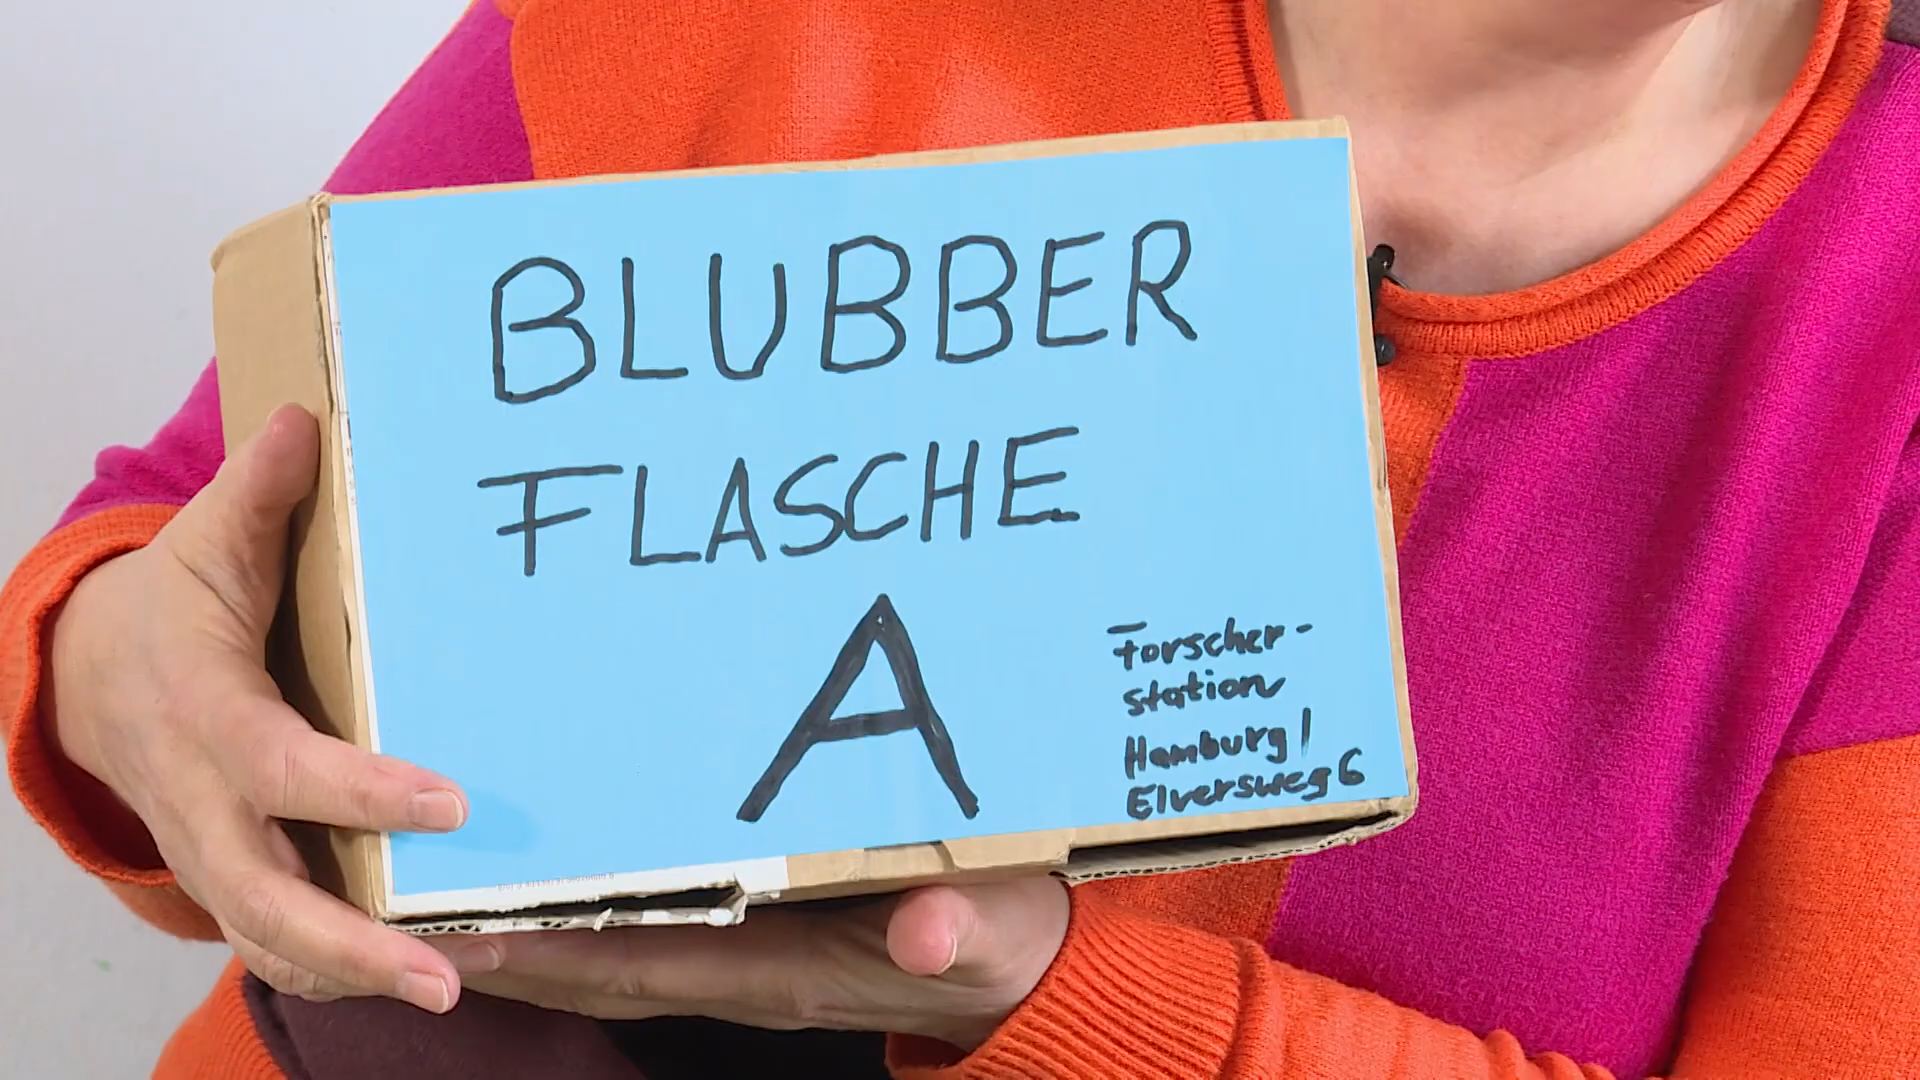 BLUBBER
FLASCHE
A
Forscher-
station
Hamburg/
Elversweg 6